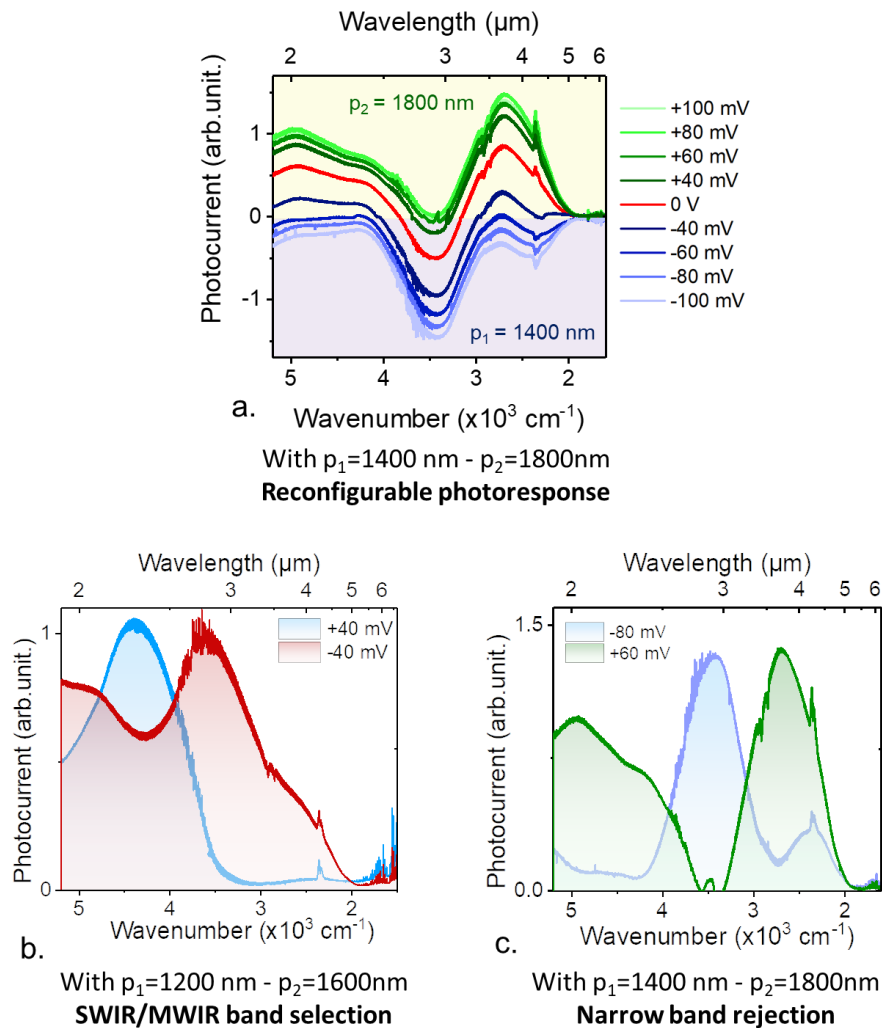 Wavelength (µm)
2 3 4 5 6
Photocurrent (arb.unit.)
1
0
-1
p₂ = 1800 nm
p₁ = 1400 nm
+100 mV
+80 mV
+60 mV
+40 mV
0 V
-40 mV
-60 mV
-80 mV
-100 mV
5 4 3 2
a.
Wavenumber (x10³ cm⁻¹)
With p₁=1400 nm - p₂=1800nm
Reconfigurable photoresponse
Wavelength (µm)
2 3 4 5 6
Photocurrent (arb.unit.)
1
0
+40 mV
-40 mV
5 4 3 2
Wavenumber (x10³ cm⁻¹)
b.
With p₁=1200 nm - p₂=1600nm
SWIR/MWIR band selection
Wavelength (µm)
2 3 4 5 6
Photocurrent (arb.unit.)
1.5
0.0
-80 mV
+60 mV
5 4 3 2
Wavenumber (x10³ cm⁻¹)
c.
With p₁=1400 nm - p₂=1800nm
Narrow band rejection